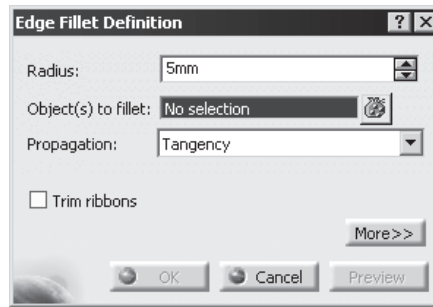 Edge Fillet Definition ? X
Radius: 5mm
Object(s) to fillet: No selection
Propagation: Tangency
Trim ribbons
More>>
OK Cancel Preview